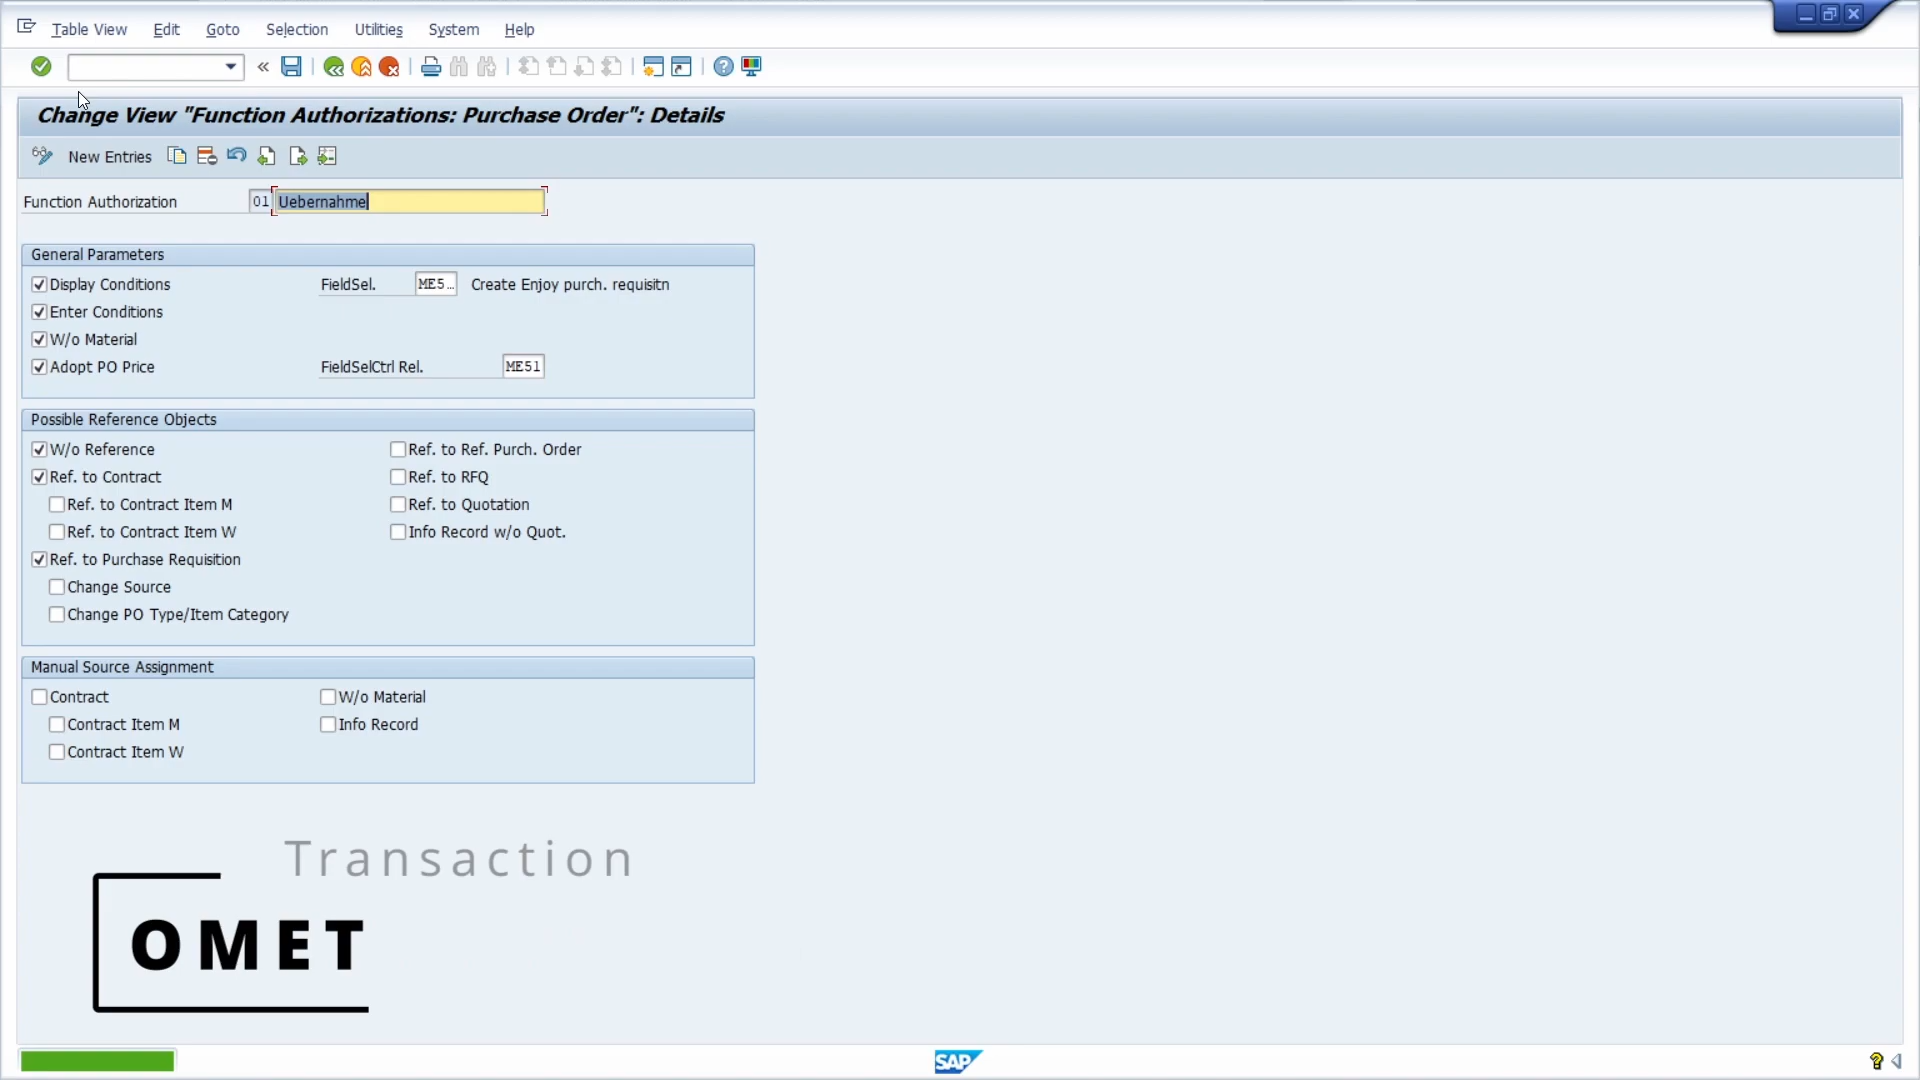 Table View Edit Goto Selection Utilities System Help
Change View "Function Authorizations: Purchase Order": Details
New Entries
Function Authorization 01 Uebernahme
General Parameters
Display Conditions FieldSel. ME5… Create Enjoy purch. requisitn
Enter Conditions
W/o Material
Adopt PO Price FieldSelCtrl Rel. ME51
Possible Reference Objects
W/o Reference Ref. to Ref. Purch. Order
Ref. to Contract Ref. to RFQ
Ref. to Contract Item M Ref. to Quotation
Ref. to Contract Item W Info Record w/o Quot.
Ref. to Purchase Requisition
Change Source
Change PO Type/Item Category
Manual Source Assignment
Contract W/o Material
Contract Item M Info Record
Contract Item W
Transaction
OMET
SAP